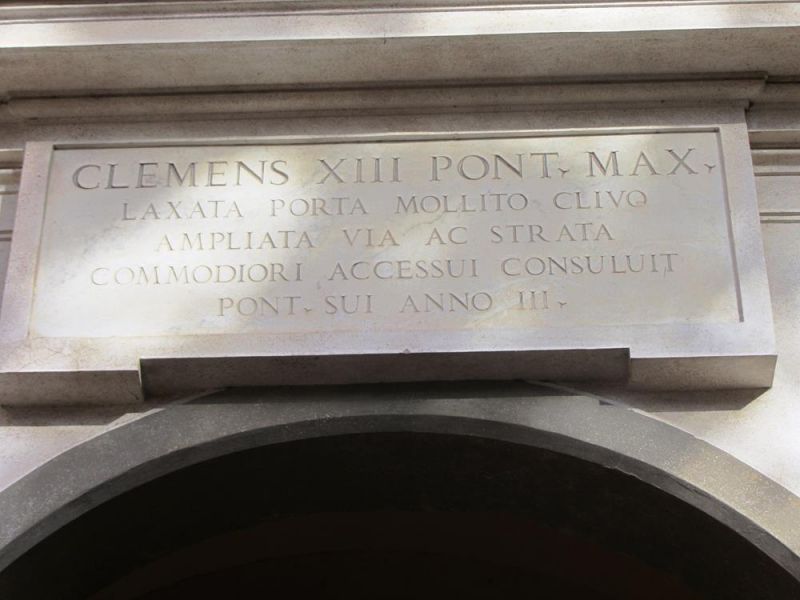 CLEMENS XIII PONT. MAX.
LAXATA PORTA MOLLITO CLIVO
AMPLIATA VIA AC STRATA
COMMODIORI ACCESSUI CONSULUIT
PONT. SUI ANNO III.